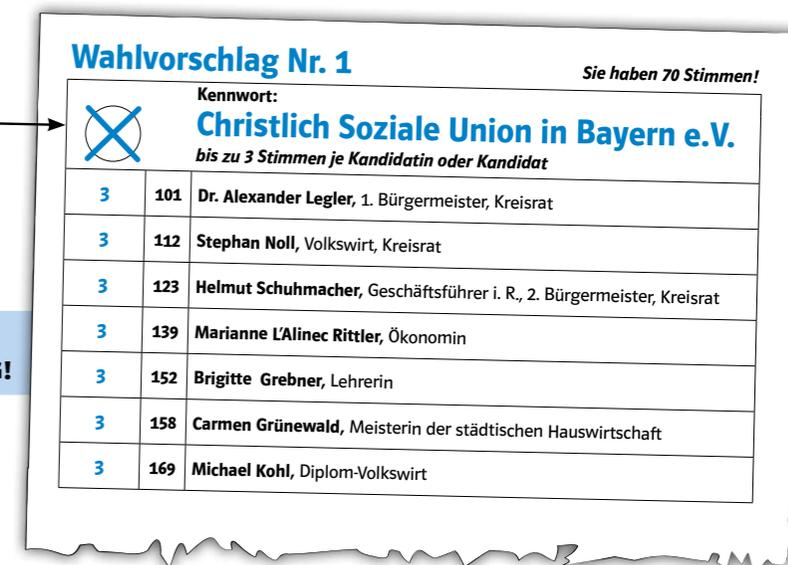 Wahlvorschlag Nr. 1
Sie haben 70 Stimmen!
Kennwort:
Christlich Soziale Union in Bayern e.V.
bis zu 3 Stimmen je Kandidatin oder Kandidat
3 101 Dr. Alexander Legler, 1. Bürgermeister, Kreisrat
3 112 Stephan Noll, Volkswirt, Kreisrat
3 123 Helmut Schuhmacher, Geschäftsführer i. R., 2. Bürgermeister, Kreisrat
3 139 Marianne L'Alinec Rittler, Ökonomin
3 152 Brigitte Grebner, Lehrerin
3 158 Carmen Grünewald, Meisterin der städtischen Hauswirtschaft
3 169 Michael Kohl, Diplom-Volkswirt